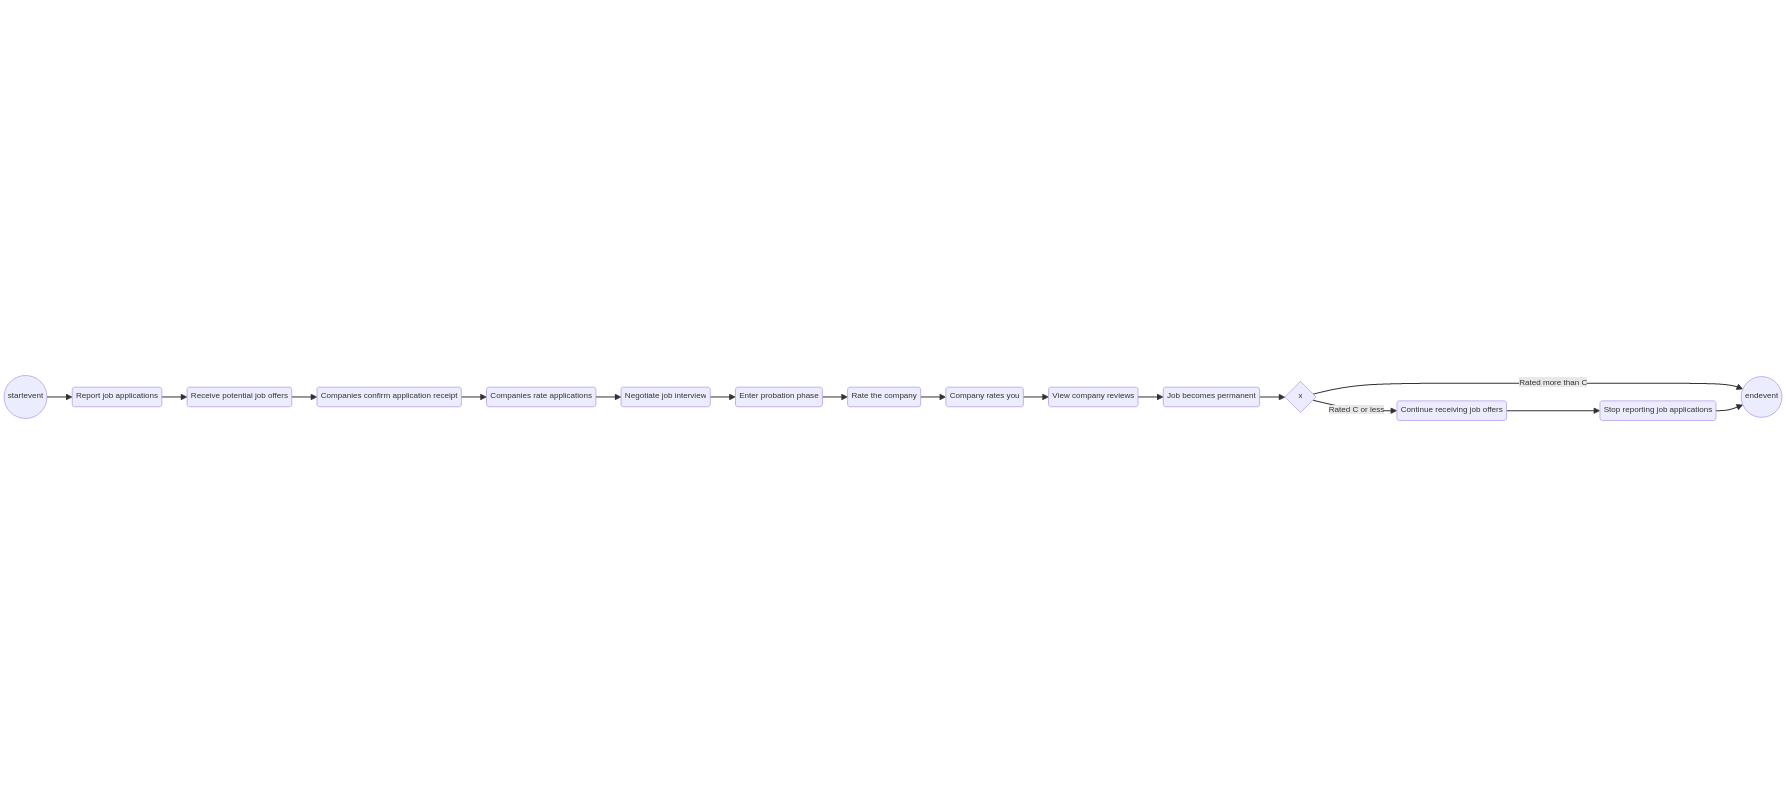 startevent
Report job applications
Receive potential job offers
Companies confirm application receipt
Companies rate applications
Negotiate job interview
Enter probation phase
Rate the company
Company rates you
View company reviews
Job becomes permanent
x
Rated more than C
Rated C or less
Continue receiving job offers
Stop reporting job applications
endevent